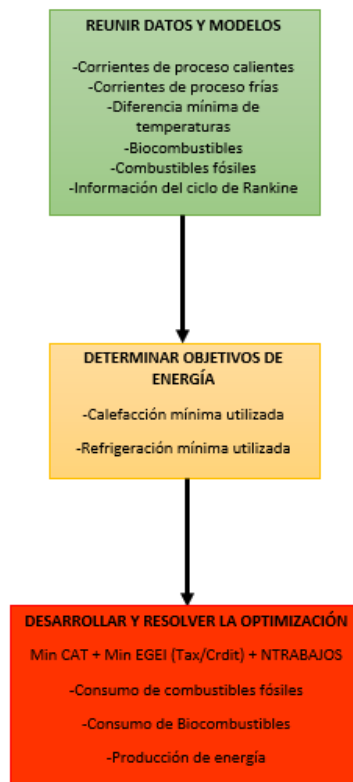 REUNIR DATOS Y MODELOS
-Corrientes de proceso calientes
-Corrientes de proceso frías
-Diferencia mínima de
temperaturas
-Biocombustibles
-Combustibles fósiles
-Información del ciclo de Rankine
DETERMINAR OBJETIVOS DE
ENERGÍA
-Calefacción mínima utilizada
-Refrigeración mínima utilizada
DESARROLLAR Y RESOLVER LA OPTIMIZACIÓN
Min CAT + Min EGEI (Tax/Crdit) + NTRABAJOS
-Consumo de combustibles fósiles
-Consumo de Biocombustibles
-Producción de energía